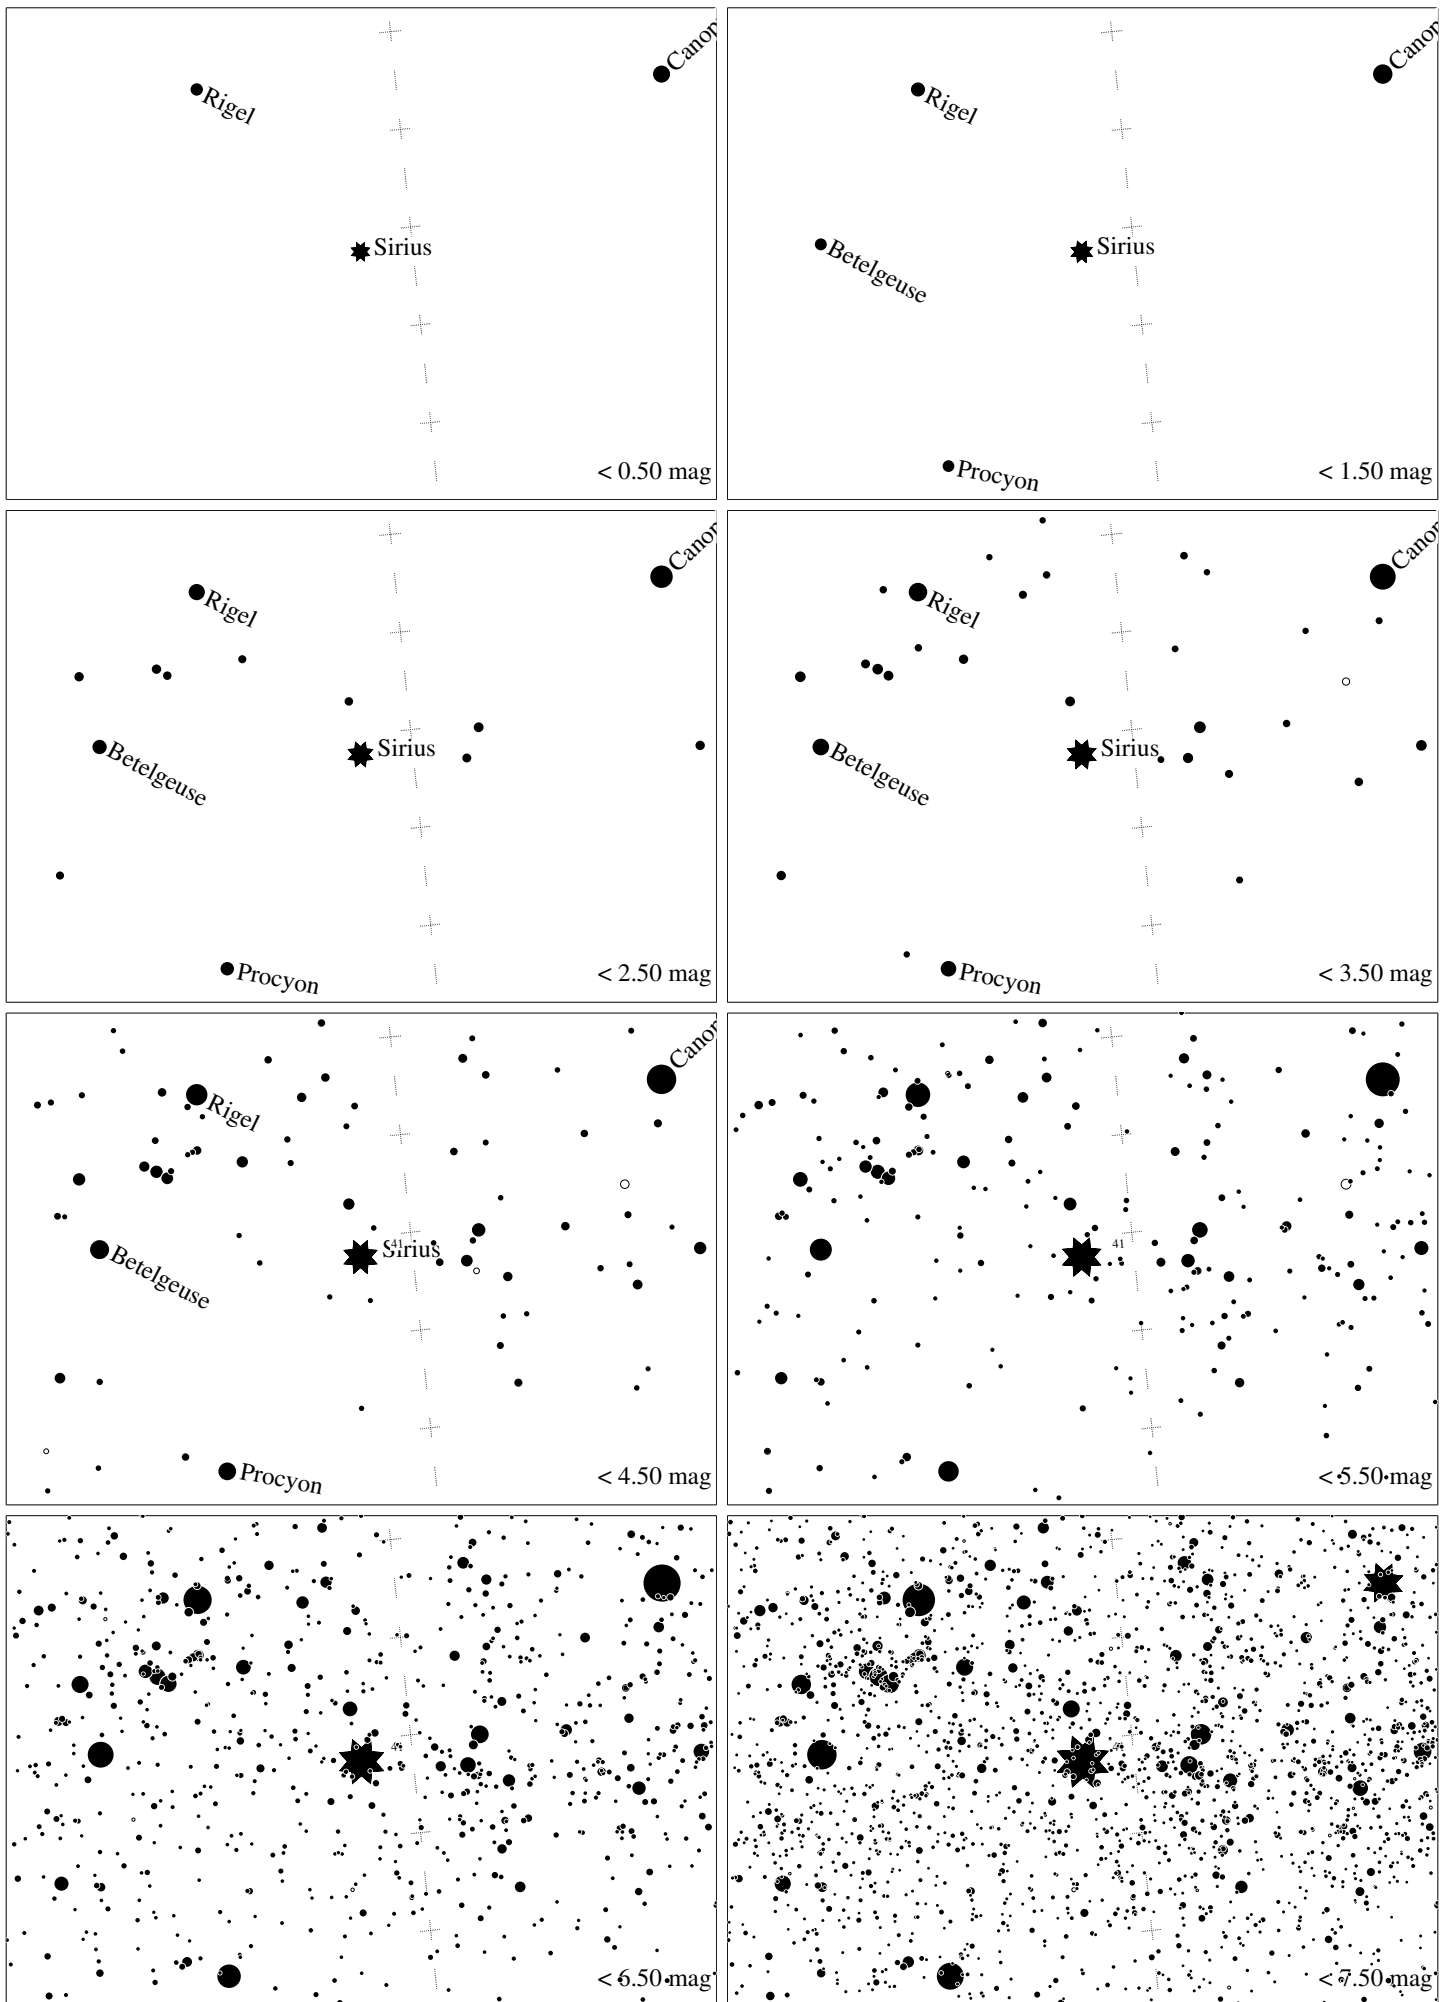 Canop
Rigel
Sirius
< 0.50 mag
Canop
Rigel
Betelgeuse
Sirius
Procyon
< 1.50 mag
Canop
Rigel
Betelgeuse
Sirius
Procyon
< 2.50 mag
Canop
Rigel
Betelgeuse
Sirius
Procyon
< 3.50 mag
Canop
Rigel
Betelgeuse
41
Sirius
Procyon
< 4.50 mag
41
< 5.50 mag
41
< 6.50 mag
< 7.50 mag